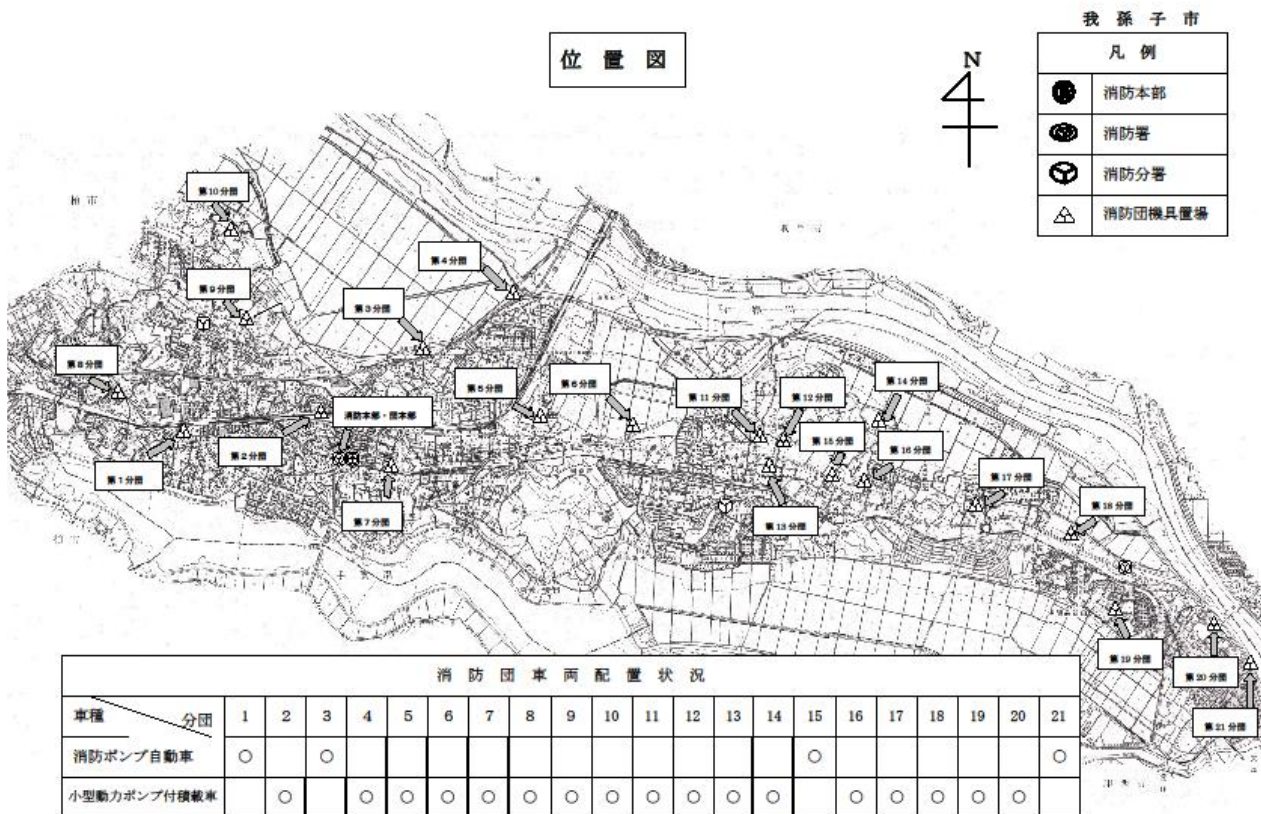 我孫子市
位置図
凡例
N
消防本部
消防署
消防分署
消防団機具置場
柏市
第10分団
第4分団
第9分団
第3分団
第8分団
第5分団
第6分団
第11分団
第12分団
第14分団
消防本部・団本部
第15分団
第16分団
第1分団
第2分団
第17分団
第18分団
第7分団
第13分団
第19分団
第20分団
第21分団
消防団車両配置状況
車種 分団 1 2 3 4 5 6 7 8 9 10 11 12 13 14 15 16 17 18 19 20 21
消防ポンプ自動車 ○ ○ ○ ○
小型動力ポンプ付積載車 ○ ○ ○ ○ ○ ○ ○ ○ ○ ○ ○ ○ ○ ○ ○ ○ ○